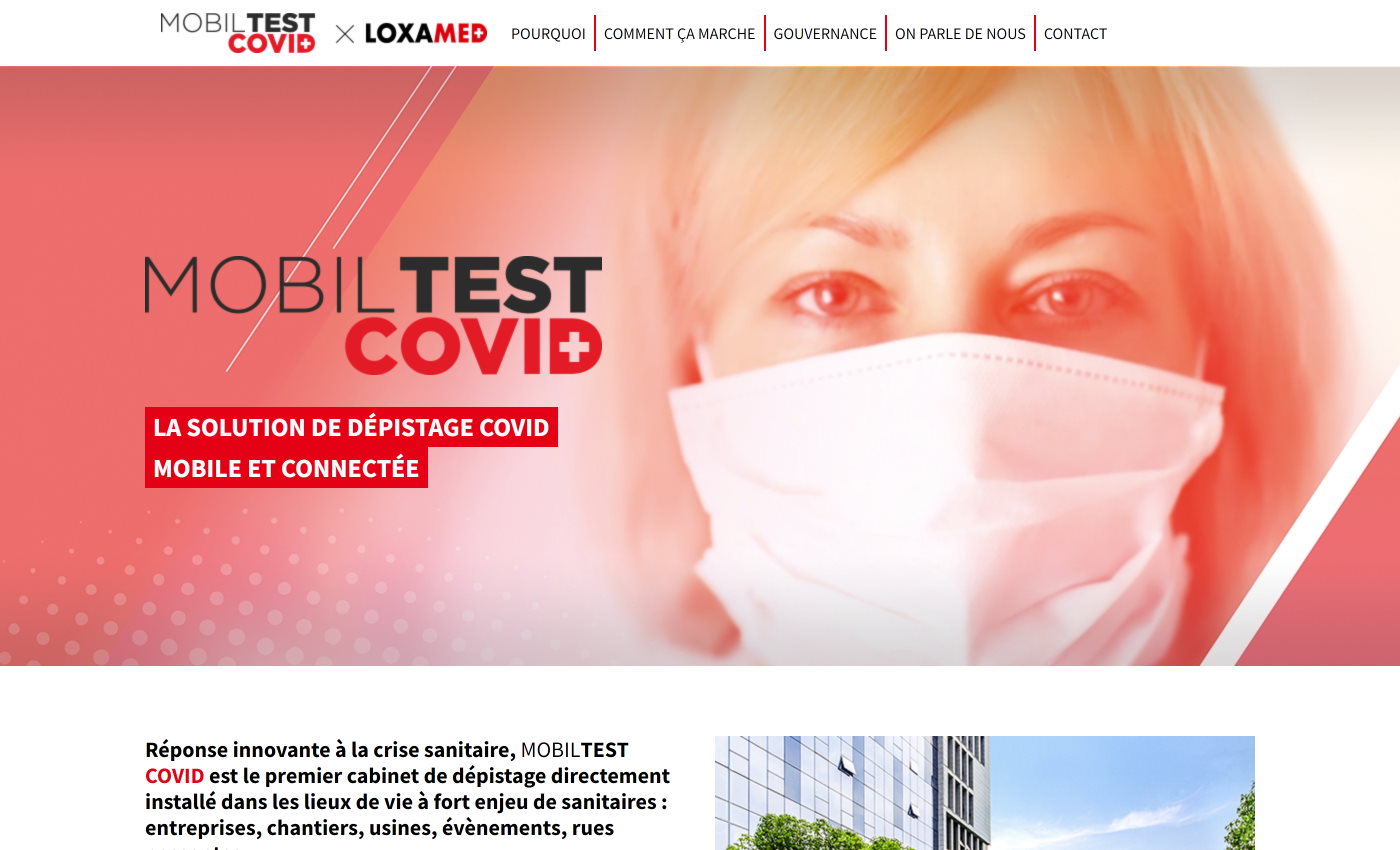 MOBILTEST
COVID
× LOXAMED
POURQUOI
COMMENT ÇA MARCHE
GOUVERNANCE
ON PARLE DE NOUS
CONTACT
MOBILTEST
COVID
LA SOLUTION DE DÉPISTAGE COVID
MOBILE ET CONNECTÉE
Réponse innovante à la crise sanitaire, MOBILTEST
COVID est le premier cabinet de dépistage directement
installé dans les lieux de vie à fort enjeu de sanitaires :
entreprises, chantiers, usines, évènements, rues